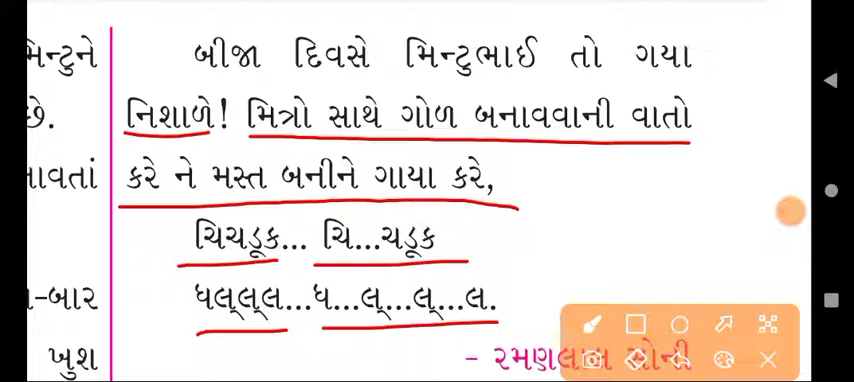 મિન્ટુને
છે.
ાવતાં
-બાર
ખુશ
બીજા દિવસે મિન્ટુભાઈ તો ગયા
નિશાળે! મિત્રો સાથે ગોળ બનાવવાની વાતો
કરે ને મસ્ત બનીને ગાયા કરે,
ચિચડૂક... ચિ...ચડૂક
ધલ્લ્લ્લ...ધ...લ્...લ્...લ.
- રમણલાલ સોની